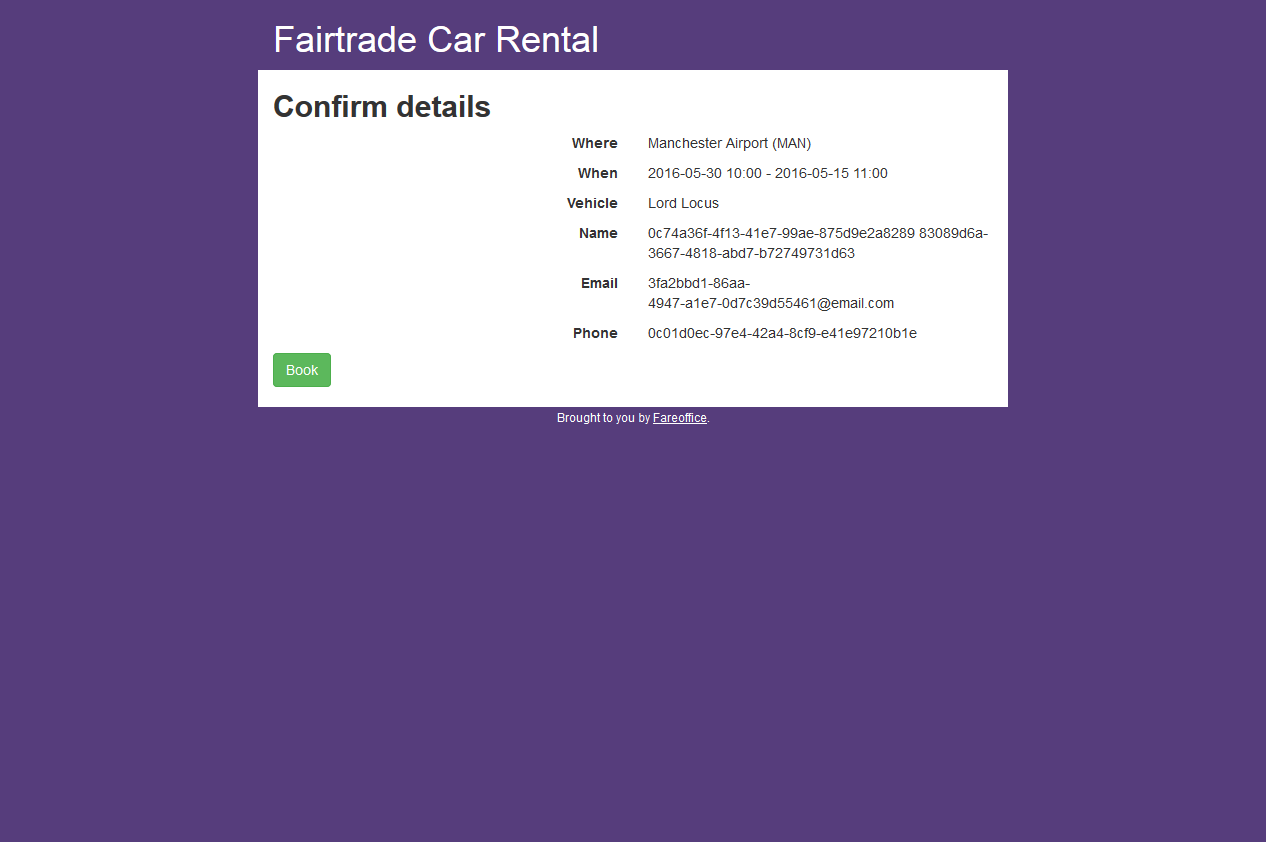 Fairtrade Car Rental
Confirm details
Where Manchester Airport (MAN)
When 2016-05-30 10:00 - 2016-05-15 11:00
Vehicle Lord Locus
Name 0c74a36f-4f13-41e7-99ae-875d9e2a8289 83089d6a-
3667-4818-abd7-b72749731d63
Email 3fa2bbd1-86aa-
4947-a1e7-0d7c39d55461@email.com
Phone 0c01d0ec-97e4-42a4-8cf9-e41e97210b1e
Book
Brought to you by Fareoffice.